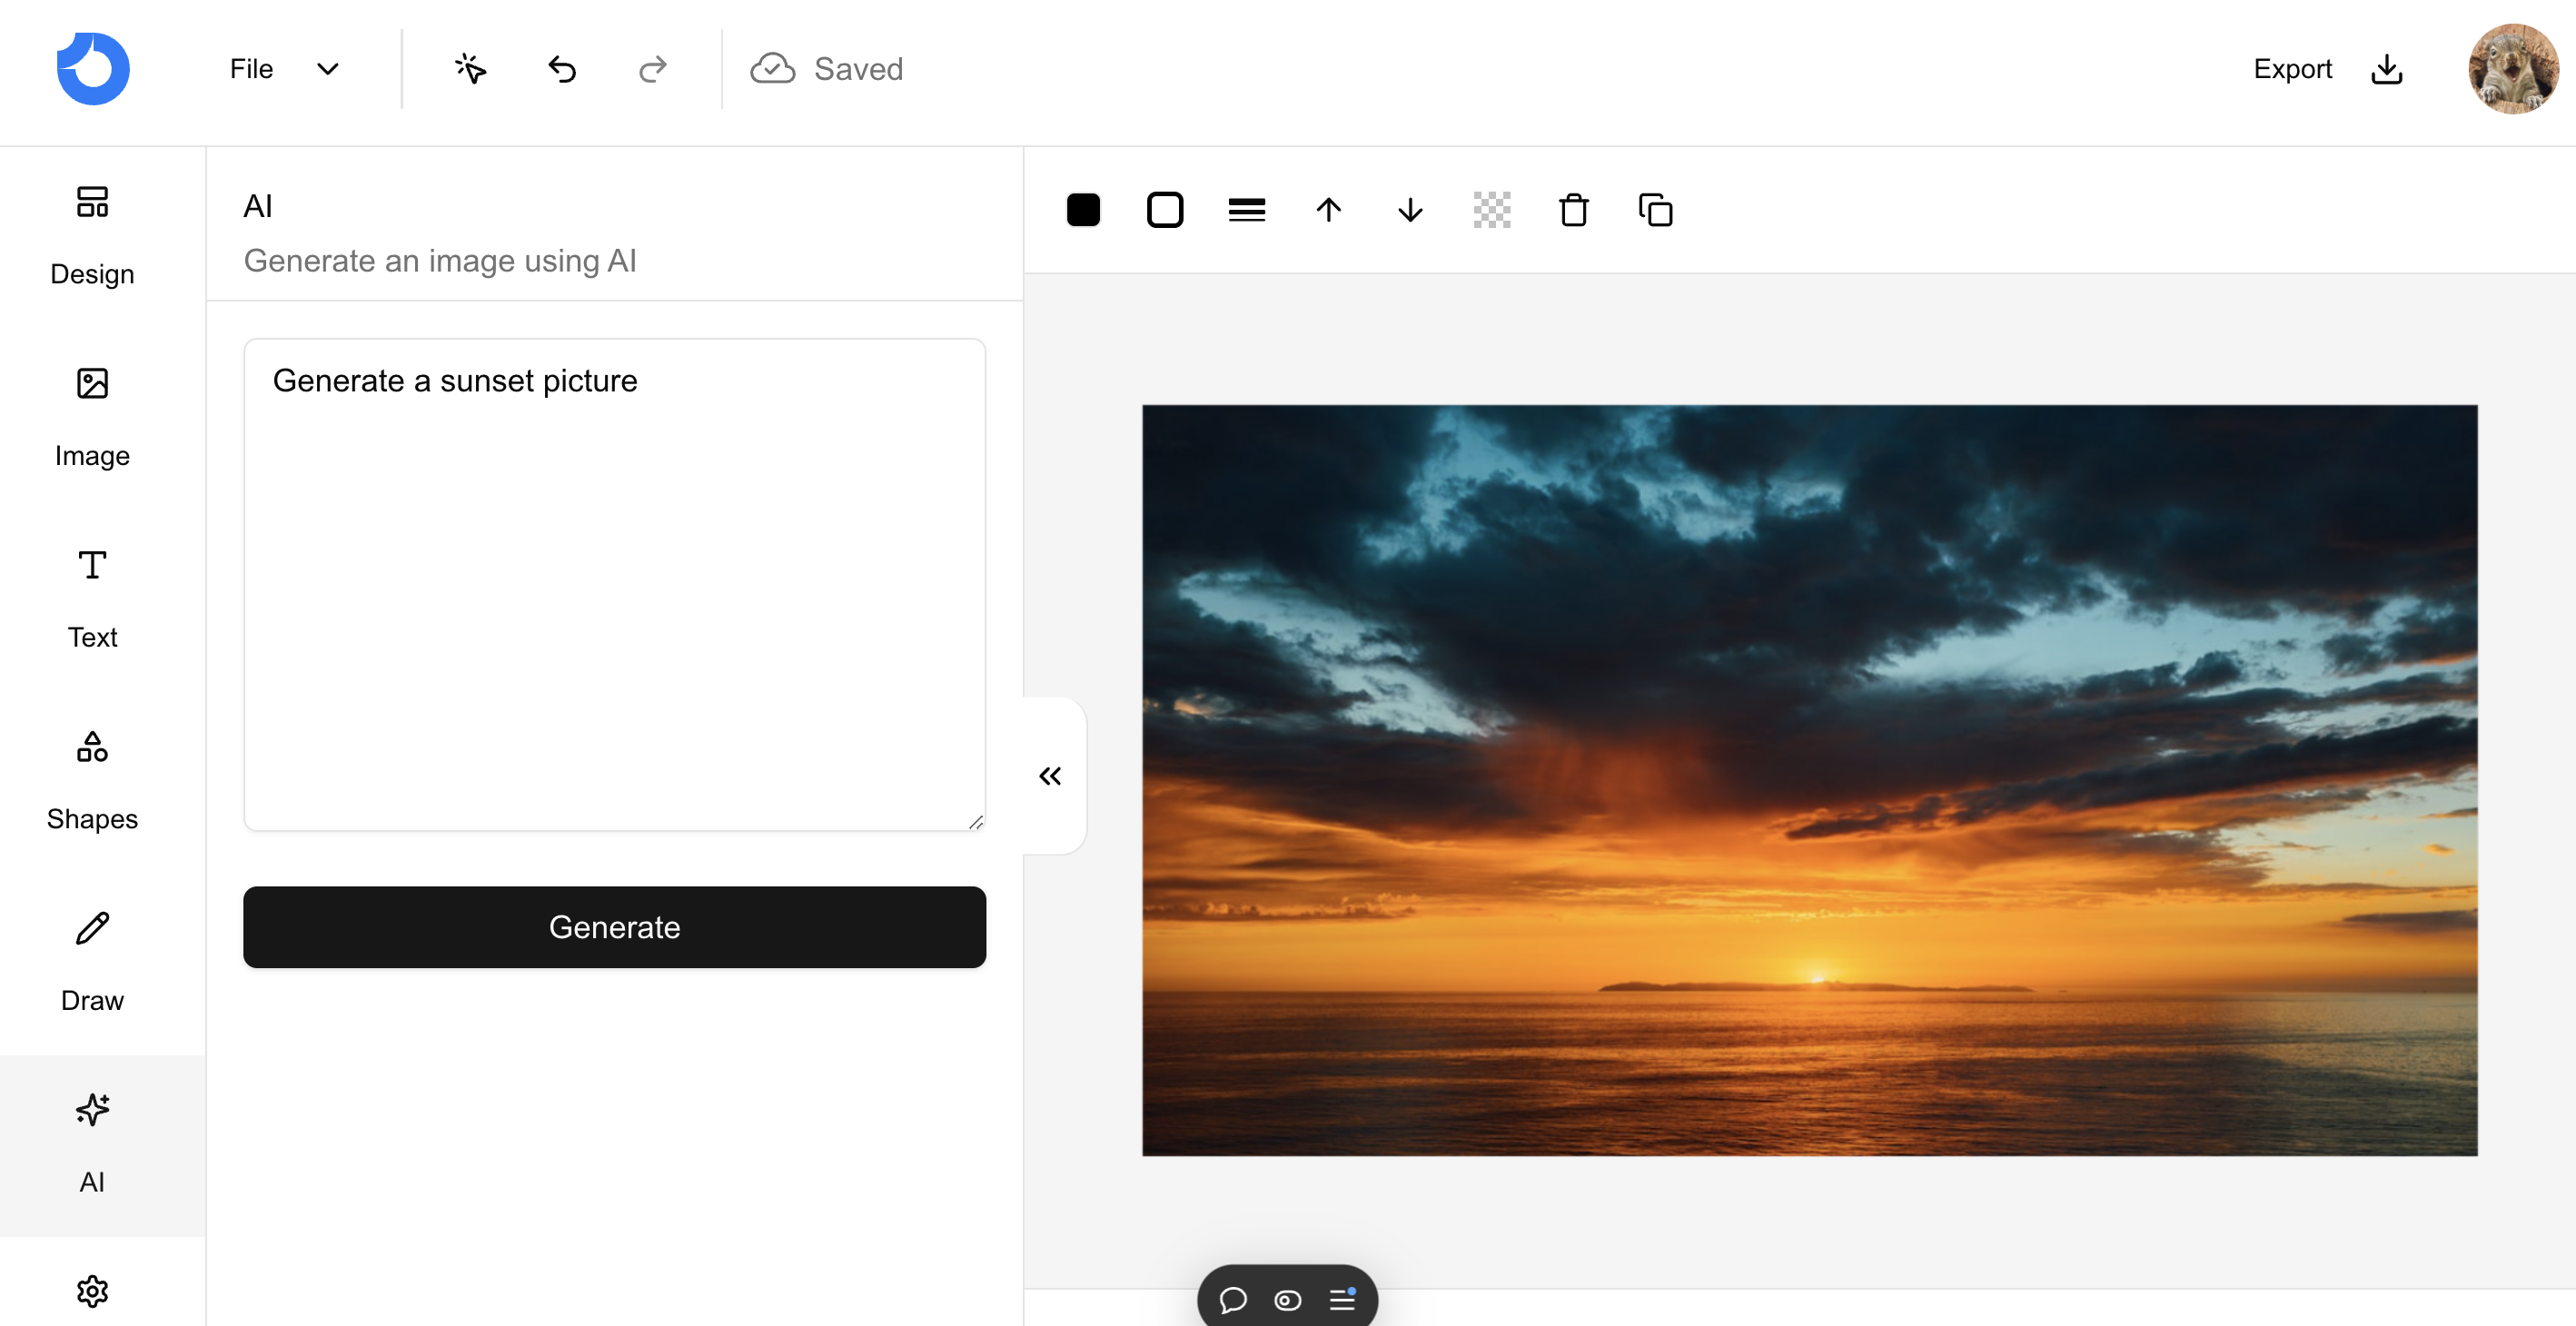 File
Saved
Export
Design
Image
Text
Shapes
Draw
AI
AI
Generate an image using AI
Generate a sunset picture
Generate